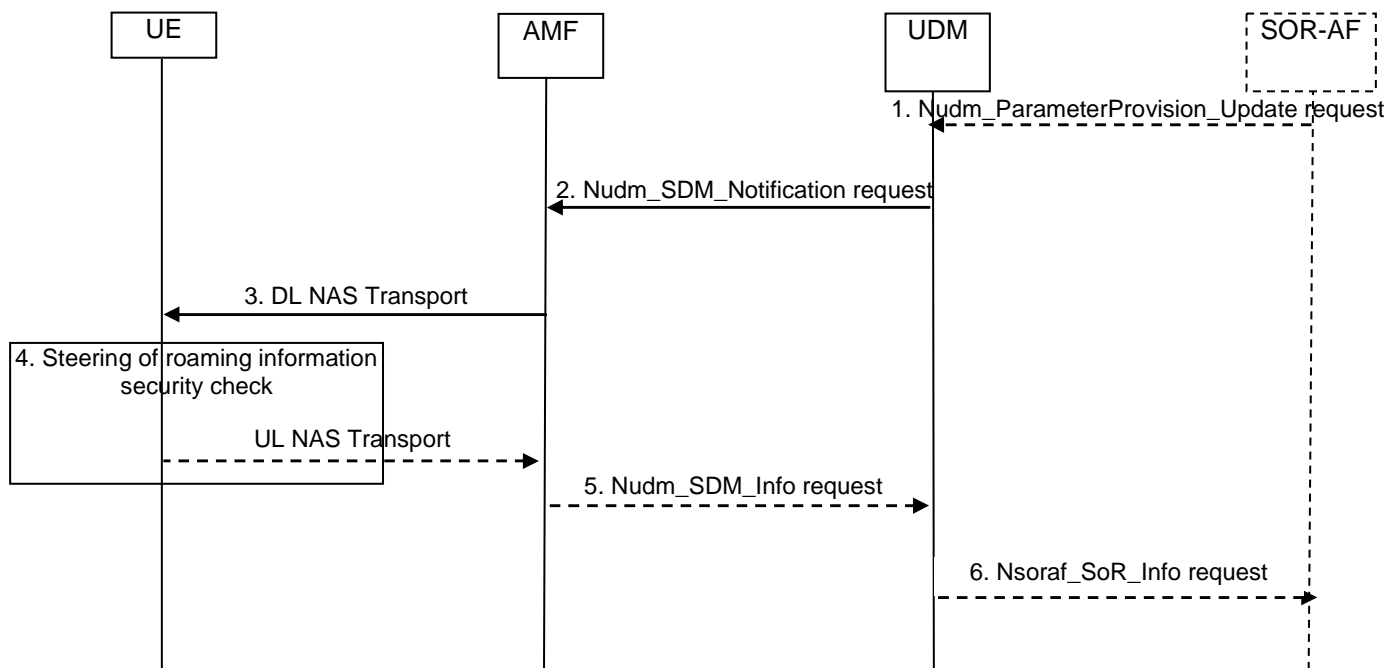 UE
AMF
UDM
SOR-AF
1. Nudm_ParameterProvision_Update request
2. Nudm_SDM_Notification request
3. DL NAS Transport
4. Steering of roaming information
security check
UL NAS Transport
5. Nudm_SDM_Info request
6. Nsoraf_SoR_Info request